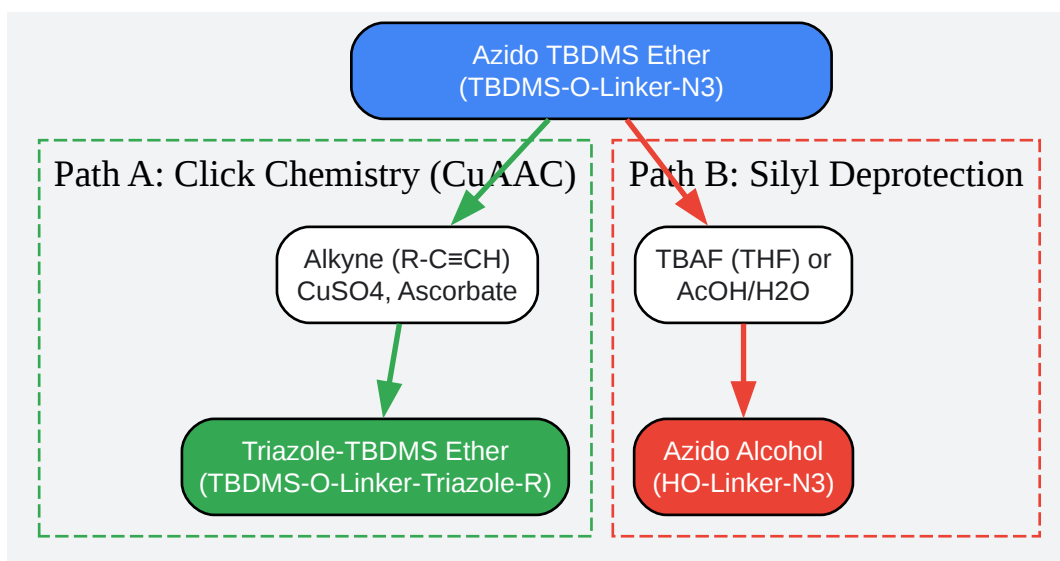 Azido TBDMS Ether
(TBDMS-O-Linker-N3)
Path A: Click Chemistry (CuAAC)
Alkyne (R-C≡CH)
CuSO4, Ascorbate
Triazole-TBDMS Ether
(TBDMS-O-Linker-Triazole-R)
Path B: Silyl Deprotection
TBAF (THF) or
AcOH/H2O
Azido Alcohol
(HO-Linker-N3)